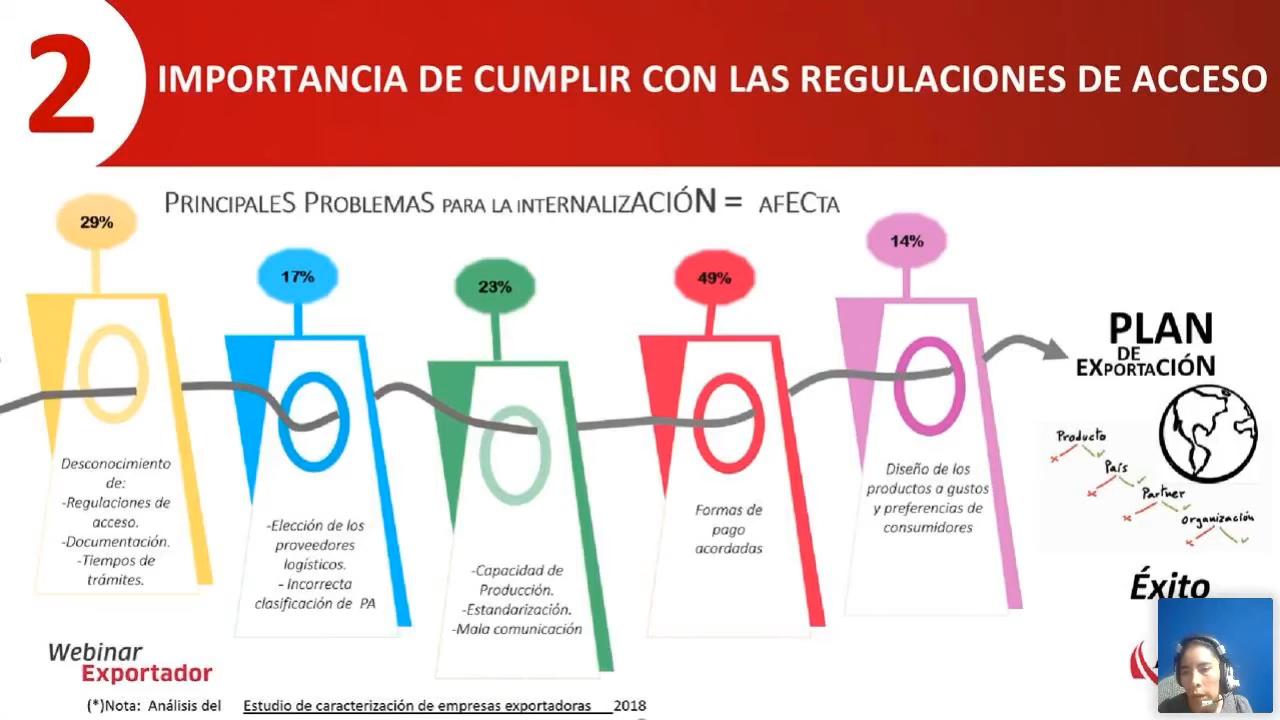 2
IMPORTANCIA DE CUMPLIR CON LAS REGULACIONES DE ACCESO
PRINCIPALES PROBLEMAS PARA LA INTERNALIZACIÓN = AFECTA
29%
Desconocimiento
de:
-Regulaciones de
acceso.
-Documentación.
-Tiempos de
trámites.
17%
-Elección de los
proveedores
logísticos.
- Incorrecta
clasificación de PA
23%
-Capacidad de
Producción.
-Estandarización.
-Mala comunicación
49%
Formas de
pago
acordadas
14%
Diseño de los
productos a gustos
y preferencias de
consumidores
PLAN
DE
EXPORTACIÓN
Producto
País
Partner
Organización
Éxito
Webinar
Exportador
(*)Nota: Análisis del Estudio de caracterización de empresas exportadoras 2018